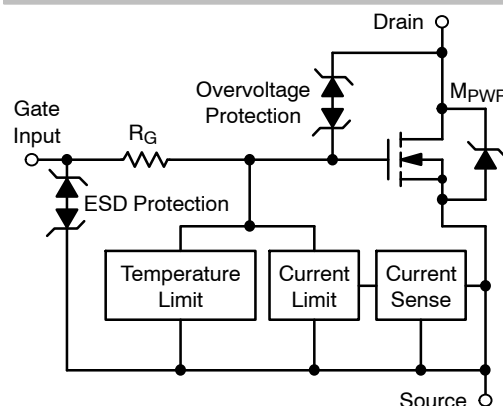 Drain
Overvoltage
Protection
MPWR
Gate
Input
RG
ESD Protection
Temperature
Limit
Current
Limit
Current
Sense
Source